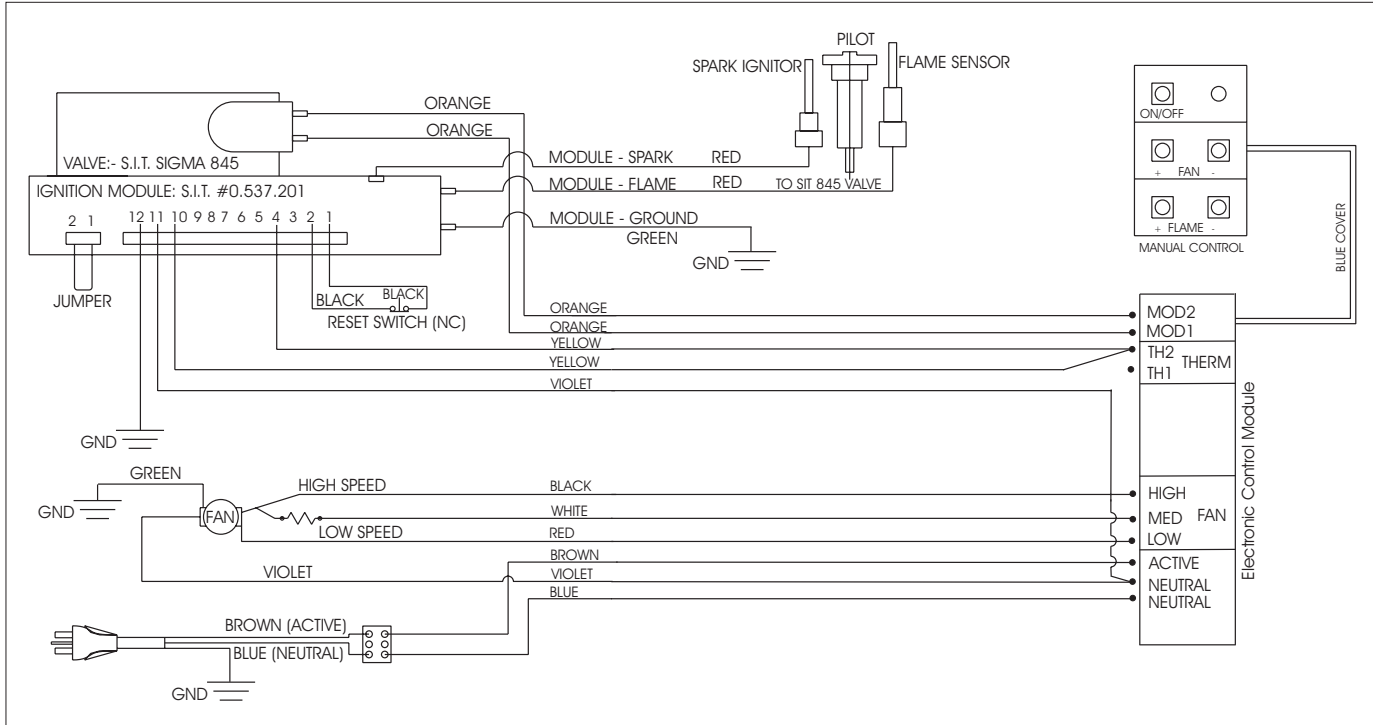 PILOT
SPARK IGNITOR
FLAME SENSOR
ORANGE
ORANGE
ON/OFF
VALVE:- S.I.T. SIGMA 845
MODULE - SPARK RED
+ FAN -
IGNITION MODULE: S.I.T. #0.537.201
MODULE - FLAME RED
TO SIT 845 VALVE
2 1
12 11 10 9 8 7 6 5 4 3 2 1
MODULE - GROUND
GREEN
+ FLAME -
MANUAL CONTROL
GND
BLUE COVER
JUMPER
BLACK
BLACK
RESET SWITCH (NC)
ORANGE
MOD2
ORANGE
MOD1
YELLOW
TH2
THERM
YELLOW
TH1
VIOLET
GND
Electronic Control Module
GREEN
HIGH SPEED
BLACK
HIGH
GND
FAN
WHITE
MED
FAN
LOW SPEED
RED
LOW
BROWN
ACTIVE
VIOLET
VIOLET
NEUTRAL
BLUE
NEUTRAL
BROWN (ACTIVE)
BLUE (NEUTRAL)
GND